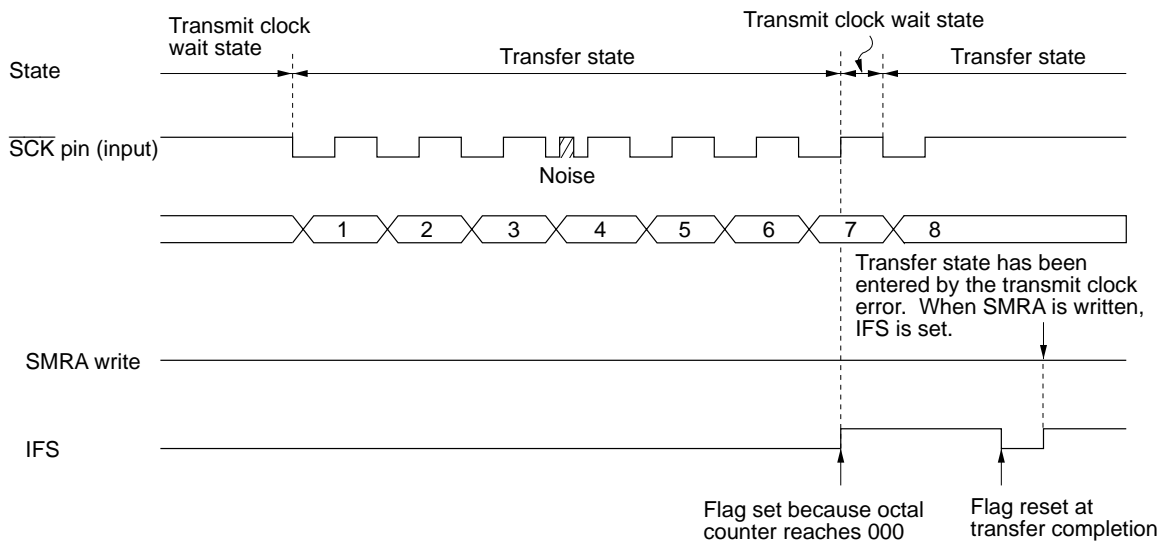 Transmit clock
wait state
Transmit clock wait state
State
Transfer state
Transfer state
SCK pin (input)
Noise
1 2 3 4 5 6 7 8
Transfer state has been
entered by the transmit clock
error. When SMRA is written,
IFS is set.
SMRA write
IFS
Flag set because octal
counter reaches 000
Flag reset at
transfer completion